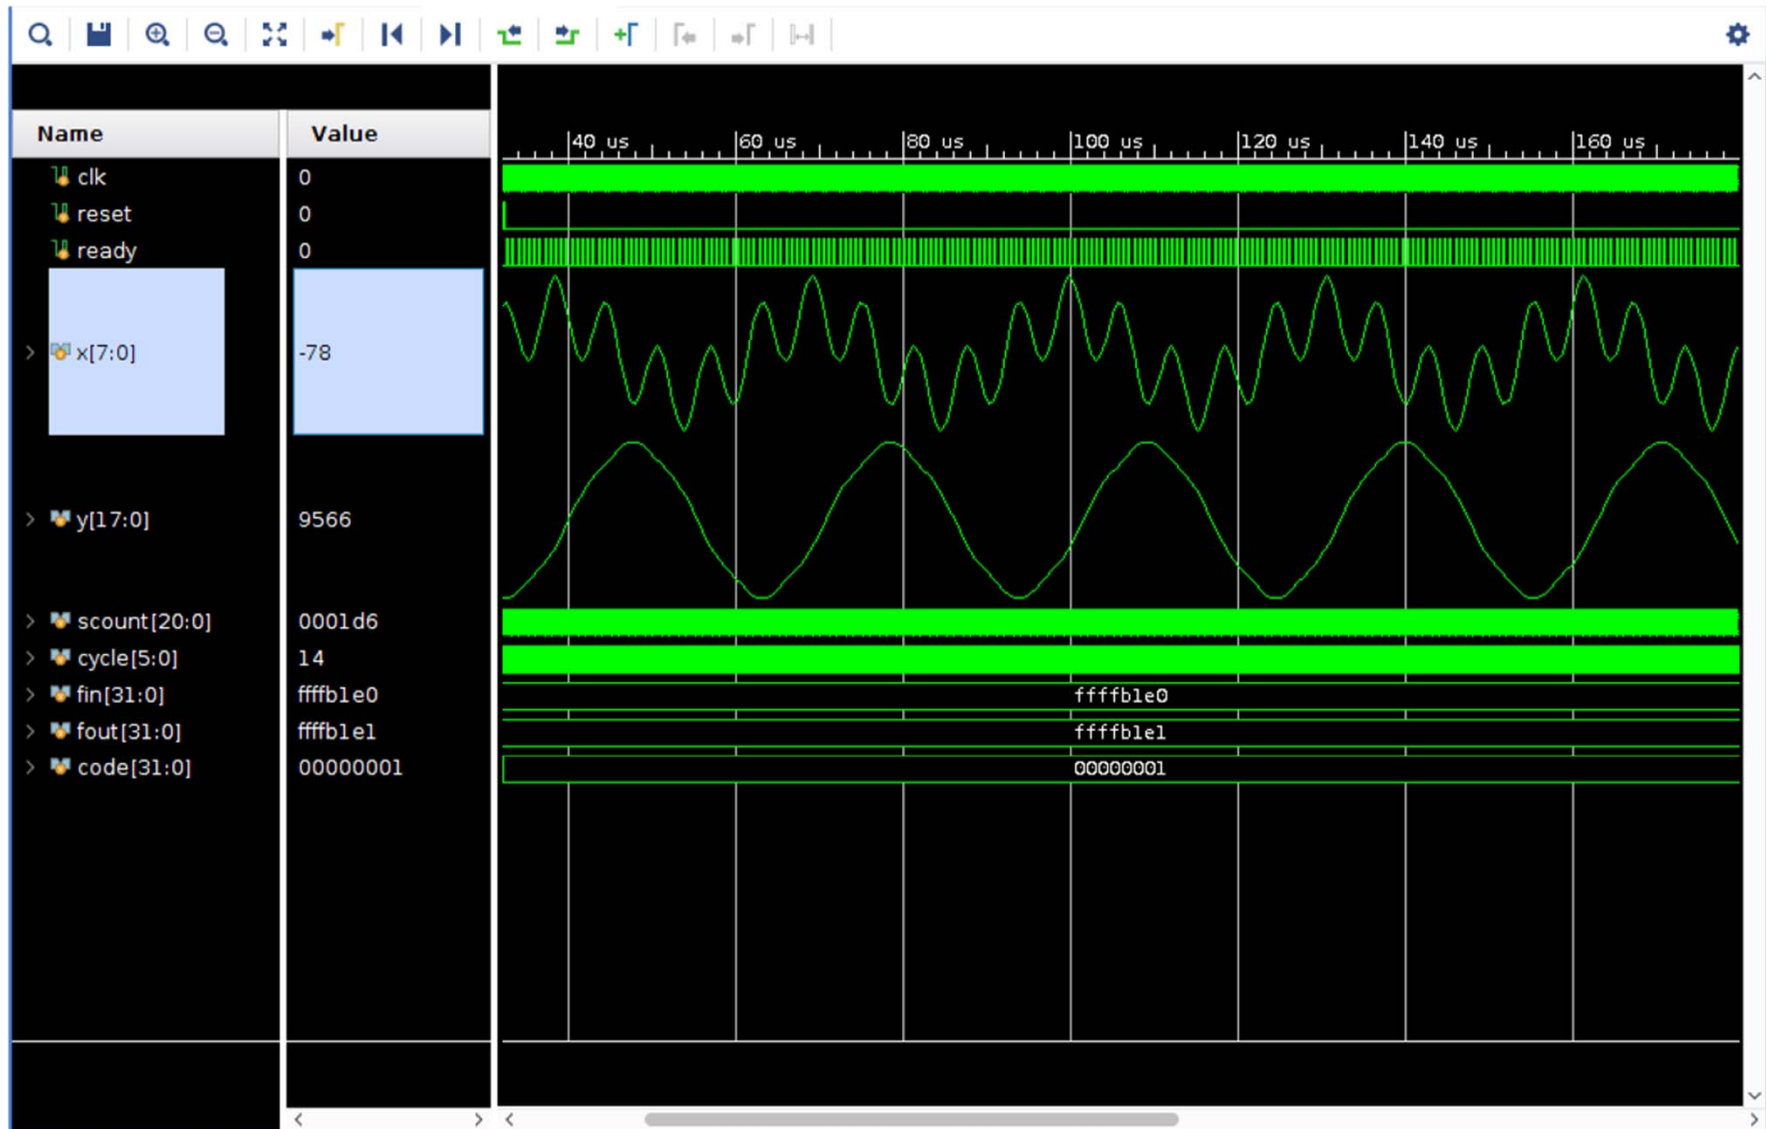 Name Value
40 us 60 us 80 us 100 us 120 us 140 us 160 us
clk 0
reset 0
ready 0
x[7:0] -78
y[17:0] 9566
scount[20:0] 0001d6
cycle[5:0] 14
fin[31:0] ffffb1e0 ffffb1e0
fout[31:0] ffffb1e1 ffffb1e1
code[31:0] 00000001 00000001